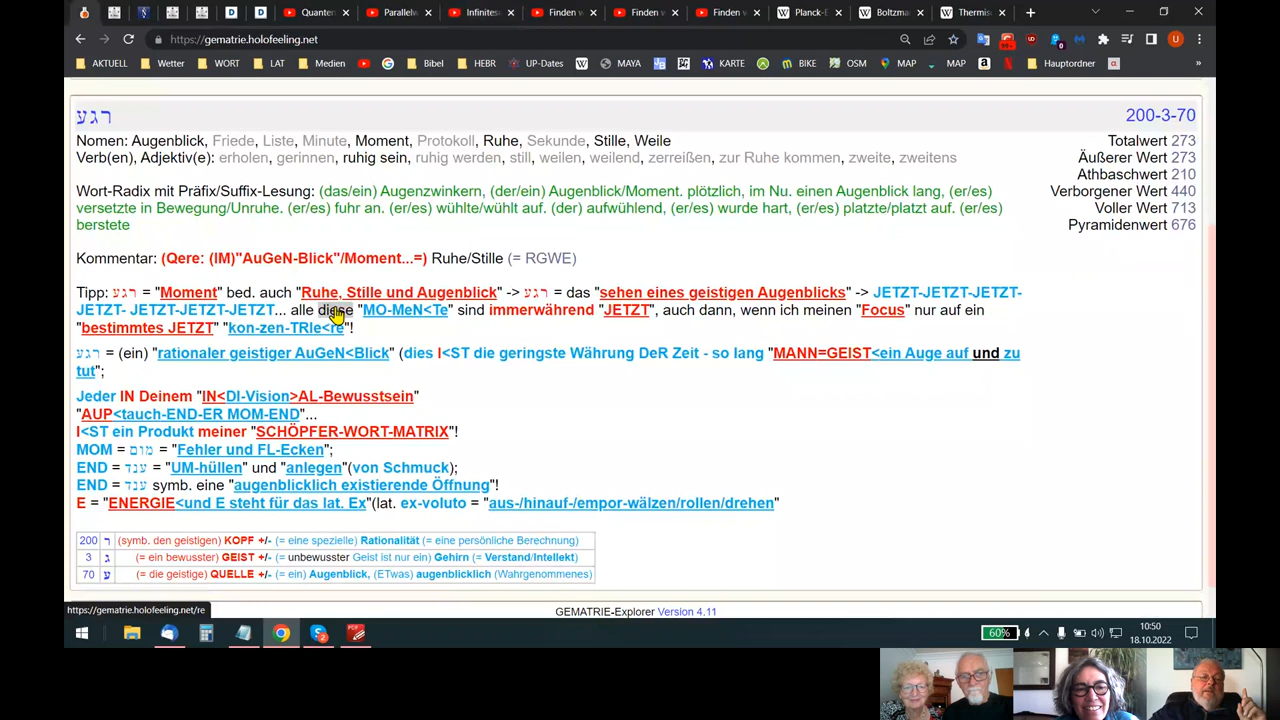 Quanten
Parallelw
Infinites
Finden w
Finden w
Finden w
Planck-E
Boltzma
Thermis
https://gematrie.holofeeling.net
AKTUELL Wetter WORT LAT Medien Bibel HEBR UP-Dates MAYA KARTE BIKE OSM MAP MAP Hauptordner »
רגע 200-3-70
Nomen: Augenblick, Friede, Liste, Minute, Moment, Protokoll, Ruhe, Sekunde, Stille, Weile Totalwert 273
Verb(en), Adjektiv(e): erholen, gerinnen, ruhig sein, ruhig werden, still, weilen, weilend, zerreißen, zur Ruhe kommen, zweite, zweitens Äußerer Wert 273
Athbaschwert 210
Wort-Radix mit Präfix/Suffix-Lesung: (das/ein) Augenzwinkern, (der/ein) Augenblick/Moment. plötzlich, im Nu. einen Augenblick lang, (er/es) Verborgener Wert 440
versetzte in Bewegung/Unruhe. (er/es) fuhr an. (er/es) wühlte/wühlt auf. (der) aufwühlend, (er/es) wurde hart, (er/es) platzte/platzt auf. (er/es) Voller Wert 713
berstete Pyramidenwert 676
Kommentar: (Qere: (IM)"AuGeN-Blick"/Moment...=) Ruhe/Stille (= RGWE)
Tipp: רגע = "Moment" bed. auch "Ruhe, Stille und Augenblick" -> רגע = das "sehen eines geistigen Augenblicks" -> JETZT-JETZT-JETZT-
JETZT- JETZT-JETZT-JETZT... alle diese "MO-MeN<Te" sind immerwährend "JETZT", auch dann, wenn ich meinen "Focus" nur auf ein
"bestimmtes JETZT" "kon-zen-TRIe<re"!
רגע = (ein) "rationaler geistiger AuGeN<Blick" (dies I<ST die geringste Währung DeR Zeit - so lang "MANN=GEIST<ein Auge auf und zu
tut";
Jeder IN Deinem "IN<DI-Vision>AL-Bewusstsein"
"AUP<tauch-END-ER MOM-END"...
I<ST ein Produkt meiner "SCHÖPFER-WORT-MATRIX"!
MOM = מום = "Fehler und FL-Ecken";
END = ענד = "UM-hüllen" und "anlegen"(von Schmuck);
END = ענד symb. eine "augenblicklich existierende Öffnung"!
E = "ENERGIE<und E steht für das lat. Ex"(lat. ex-voluto = "aus-/hinauf-/empor-wälzen/rollen/drehen"
200 ר (symb. den geistigen) KOPF +/- (= eine spezielle) Rationalität (= eine persönliche Berechnung)
3 ג (= ein bewusster) GEIST +/- (= unbewusster Geist ist nur ein) Gehirn (= Verstand/Intellekt)
70 ע (= die geistige) QUELLE +/- (= ein) Augenblick, (ETwas) augenblicklich (Wahrgenommenes)
https://gematrie.holofeeling.net/re
GEMATRIE-Explorer Version 4.11
60%
10:50
18.10.2022